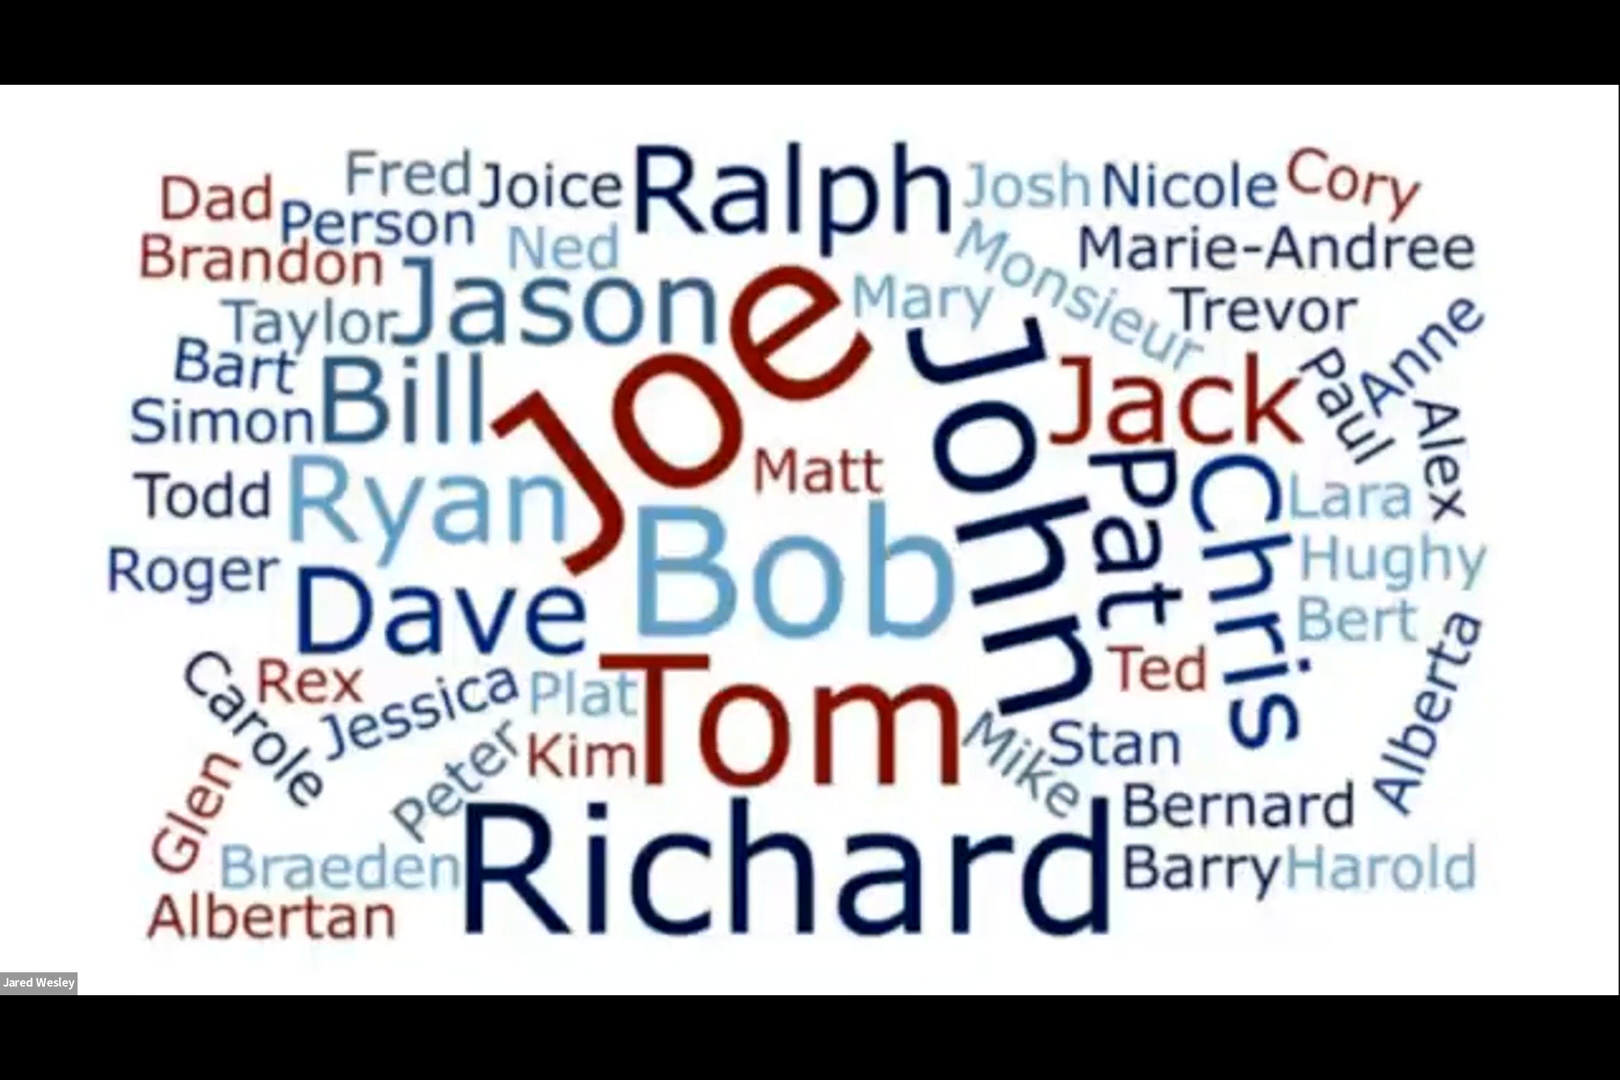 Fred Joice Ralph Josh Nicole Cory
Dad Person Ned Monsieur Marie-Andree
Brandon Jason Joe Mary Trevor Anne
Taylor
Bart Bill John Jack Paul
Simon Alex
Todd Ryan Matt Pat Chris Lara
Roger Dave Bob Hughy
Bert
Carole Rex Jessica Plat Tom Ted Alberta
Glen Peter Kim Mike Stan
Braeden Richard Bernard
Albertan Barry Harold
Jared Wesley